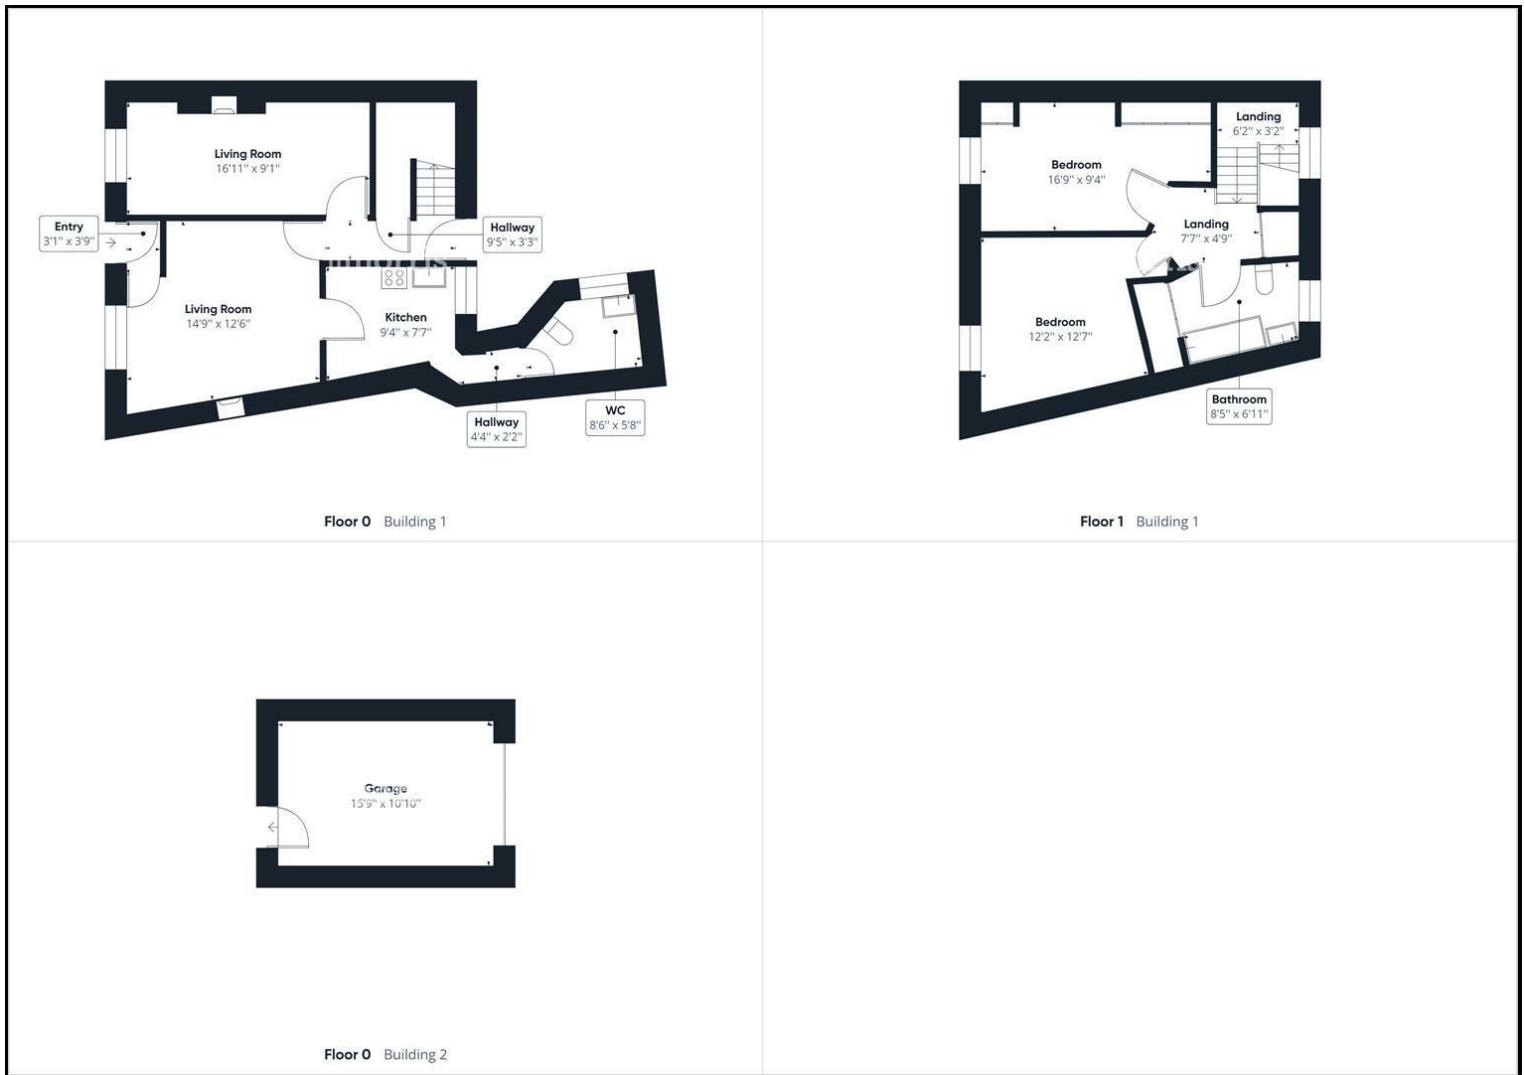 Living Room
16'11" x 9'1"
Entry
3'1" x 3'9"
Hallway
9'5" x 3'3"
Living Room
14'9" x 12'6"
Kitchen
9'4" x 7'7"
Hallway
4'4" x 2'2"
WC
8'6" x 5'8"
Floor 0 Building 1
Landing
6'2" x 3'2"
Bedroom
16'9" x 9'4"
Landing
7'7" x 4'9"
Bedroom
12'2" x 12'7"
Bathroom
8'5" x 6'11"
Floor 1 Building 1
Garage
15'9" x 10'10"
Floor 0 Building 2